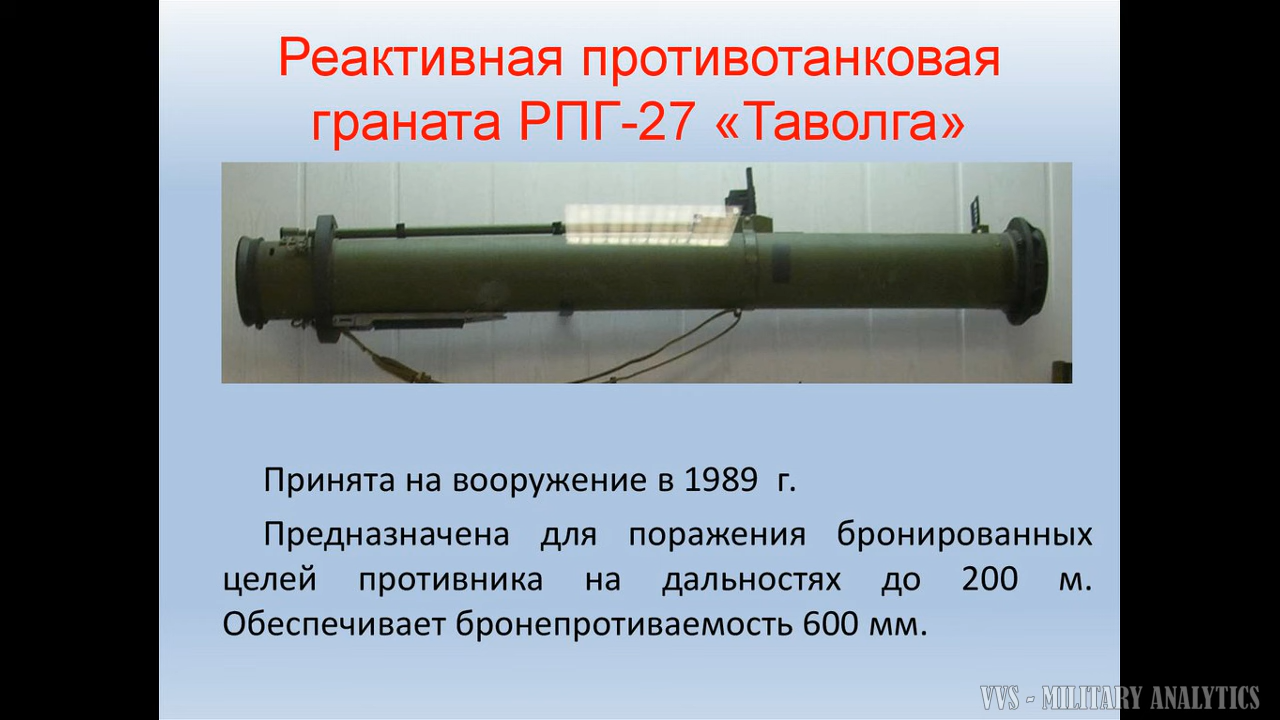 Реактивная противотанковая
граната РПГ-27 «Таволга»
Принята на вооружение в 1989 г.
Предназначена для поражения бронированных
целей противника на дальностях до 200 м.
Обеспечивает бронепротиваемость 600 мм.
VVS - MILITARY ANALYTICS